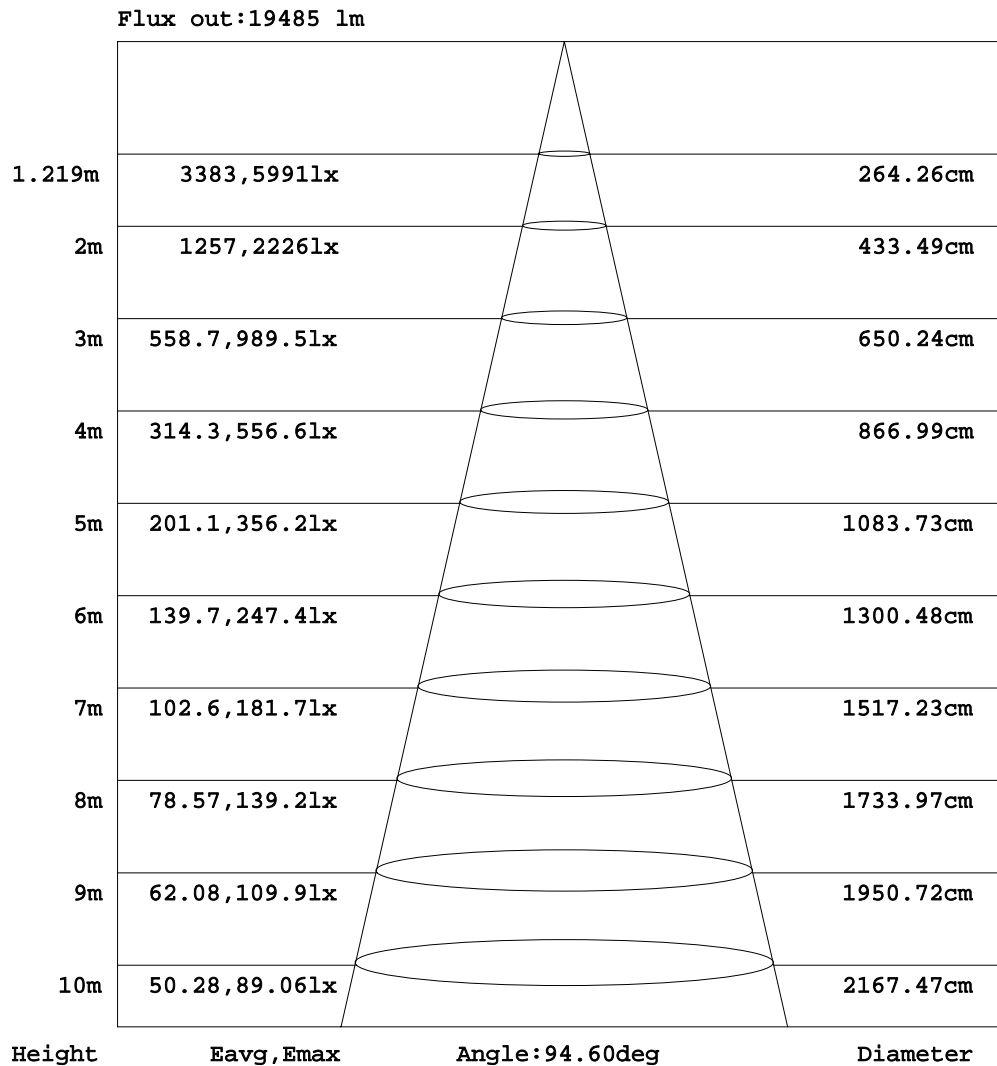 Flux out:19485 lm
1.219m 3383,5991lx 264.26cm
2m 1257,2226lx 433.49cm
3m 558.7,989.5lx 650.24cm
4m 314.3,556.6lx 866.99cm
5m 201.1,356.2lx 1083.73cm
6m 139.7,247.4lx 1300.48cm
7m 102.6,181.7lx 1517.23cm
8m 78.57,139.2lx 1733.97cm
9m 62.08,109.9lx 1950.72cm
10m 50.28,89.06lx 2167.47cm
Height Eavg,Emax Angle:94.60deg Diameter